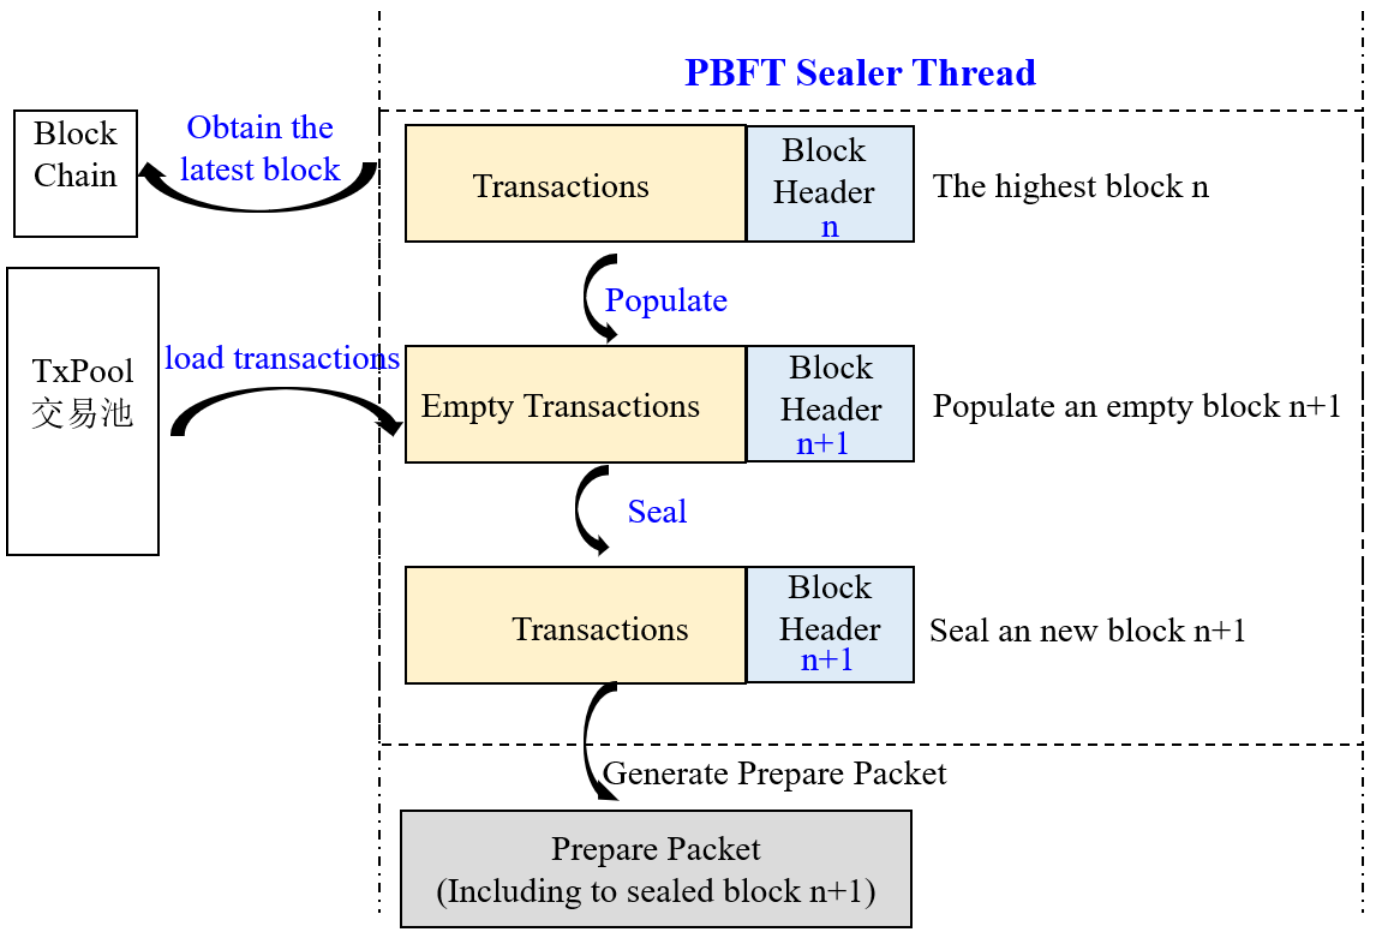 PBFT Sealer Thread
Block
Chain
Obtain the
latest block
Transactions
Block
Header
n
The highest block n
Populate
TxPool
交易池
load transactions
Empty Transactions
Block
Header
n+1
Populate an empty block n+1
Seal
Transactions
Block
Header
n+1
Seal an new block n+1
Generate Prepare Packet
Prepare Packet
(Including to sealed block n+1)